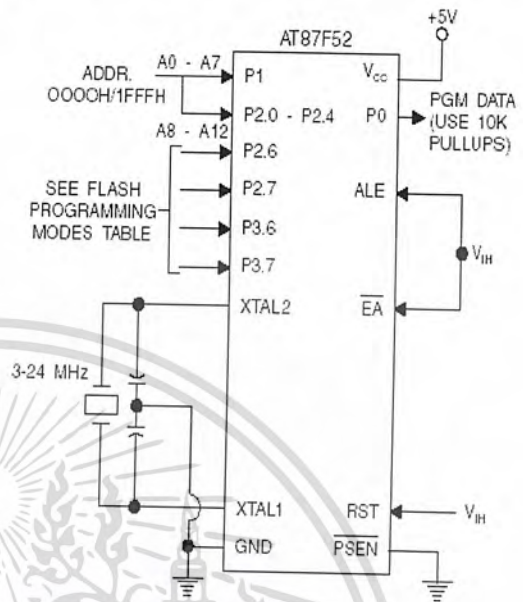 +5V
AT87F52
ADDR.
0000H/1FFFH
A0 - A7
P1
VCC
P2.0 - P2.4
P0
PGM DATA
(USE 10K
PULLUPS)
A8 - A12
P2.6
P2.7
ALE
SEE FLASH
PROGRAMMING
MODES TABLE
P3.6
P3.7
VIH
XTAL2
EA
3-24 MHz
XTAL1
RST
VIH
GND
PSEN